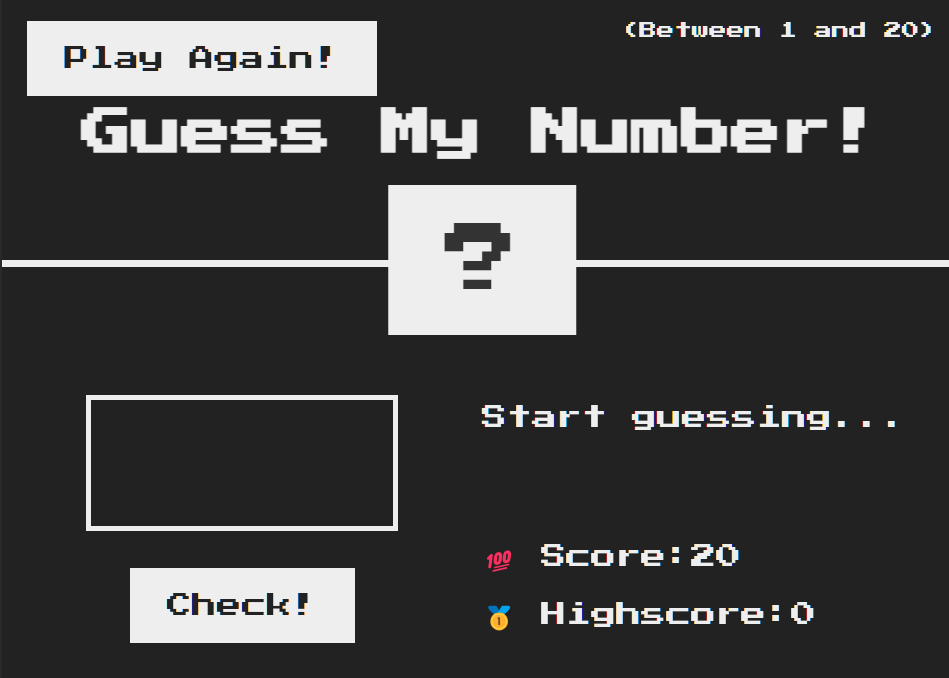 Play Again!
(Between 1 and 20)
Guess My Number!
?
Start guessing...
Check!
💯 Score:20
🥇 Highscore:0